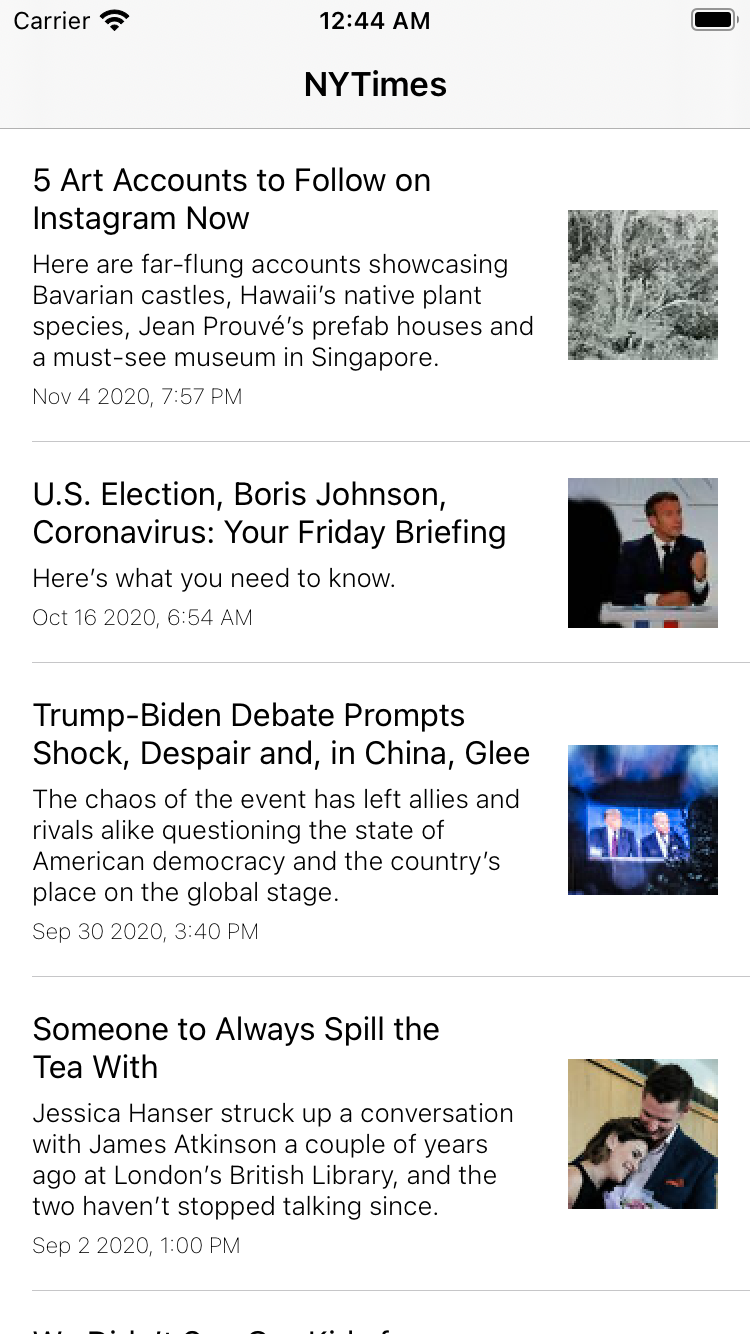 Carrier 12:44 AM
NYTimes
5 Art Accounts to Follow on
Instagram Now
Here are far-flung accounts showcasing
Bavarian castles, Hawaii’s native plant
species, Jean Prouvé’s prefab houses and
a must-see museum in Singapore.
Nov 4 2020, 7:57 PM
U.S. Election, Boris Johnson,
Coronavirus: Your Friday Briefing
Here’s what you need to know.
Oct 16 2020, 6:54 AM
Trump-Biden Debate Prompts
Shock, Despair and, in China, Glee
The chaos of the event has left allies and
rivals alike questioning the state of
American democracy and the country’s
place on the global stage.
Sep 30 2020, 3:40 PM
Someone to Always Spill the
Tea With
Jessica Hanser struck up a conversation
with James Atkinson a couple of years
ago at London’s British Library, and the
two haven’t stopped talking since.
Sep 2 2020, 1:00 PM